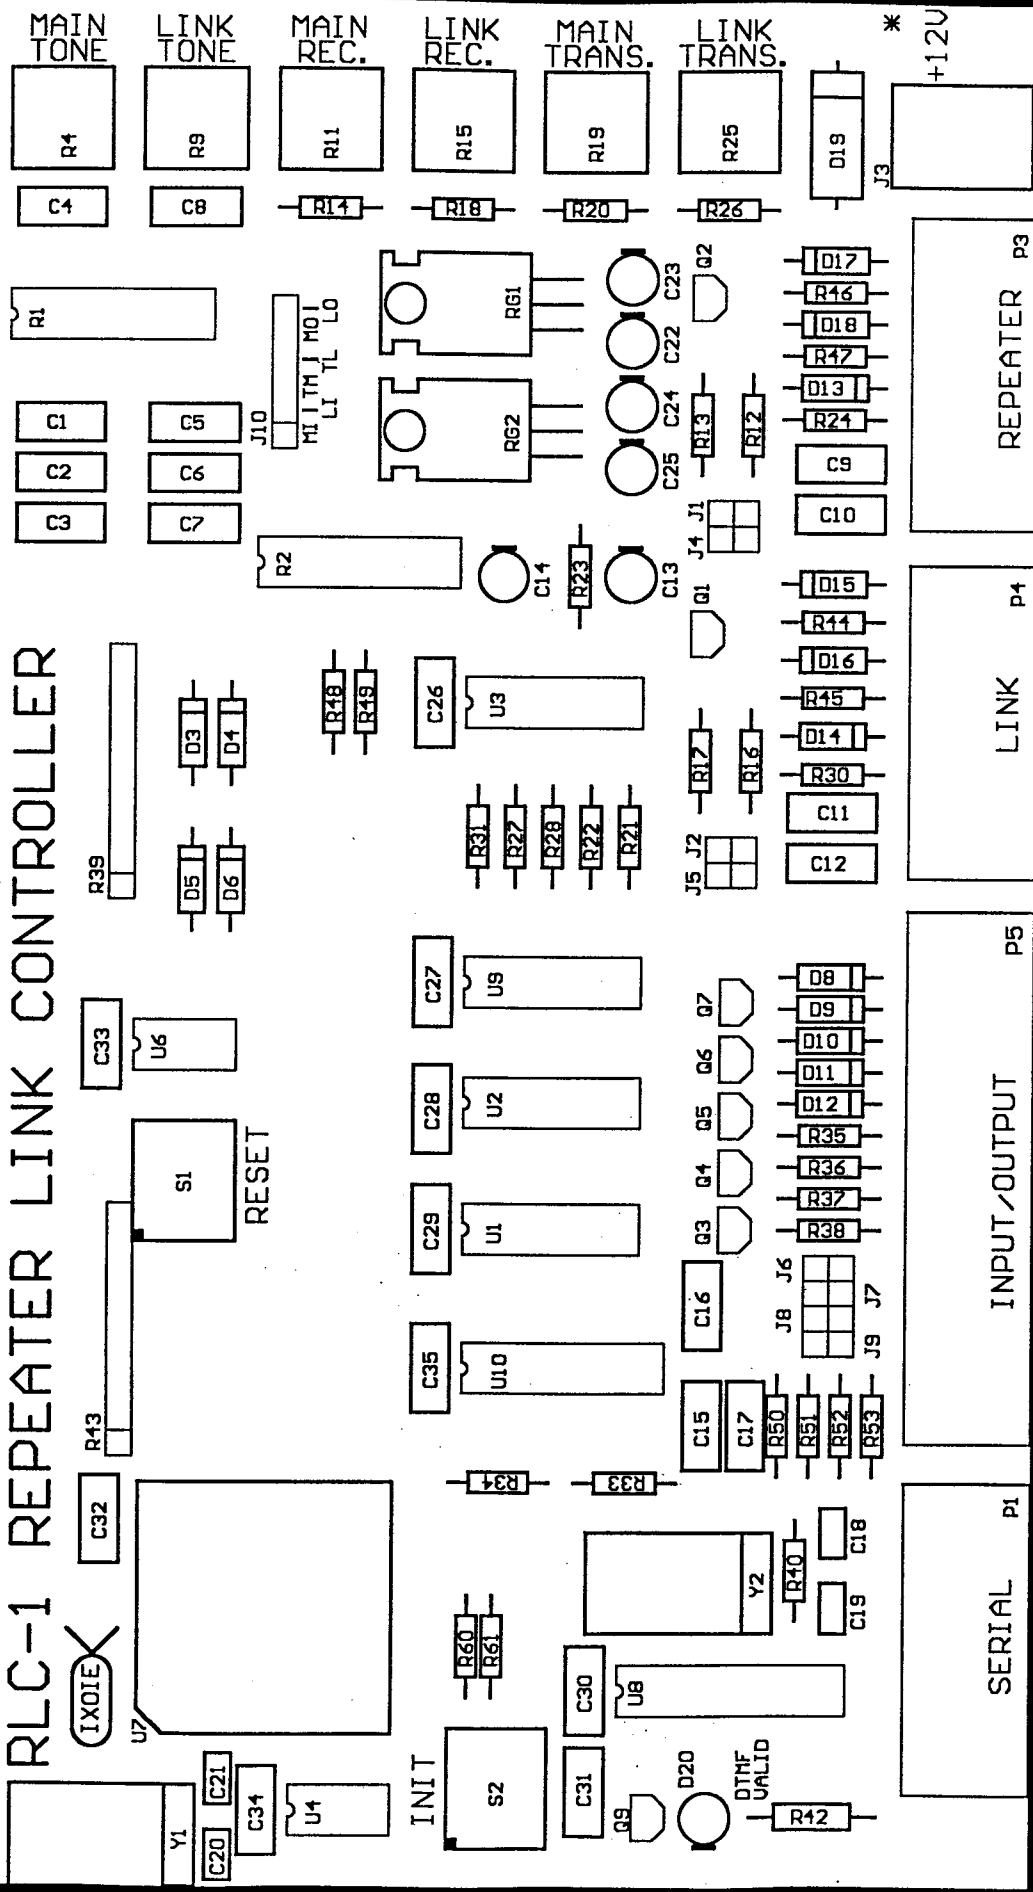 MAIN
TONE
LINK
TONE
MAIN
REC.
LINK
REC.
MAIN
TRANS.
LINK
TRANS.
*
+12V
R4
R9
R11
R15
R19
R25
D19
J3
C4
C8
R14
R18
R20
R26
R1
J10
MI | TM | MO |
LI TL LO
RG1
RG2
C23
C22
C24
C25
Q2
D17
R46
D18
R47
D13
R24
P3
REPEATER
C1
C5
C2
C6
C3
C7
R13
R12
C9
C10
J1
J4
R2
C14
R23
C13
Q1
D15
R44
D16
R45
D14
R30
P4
LINK
RLC-1 REPEATER LINK CONTROLLER
D3
D4
R48
R49
C26
U3
R17
R16
C11
C12
R39
D5
D6
R31
R27
R28
R22
R21
J2
J5
C27
U9
Q7
D8
D9
D10
D11
D12
R35
R36
R37
R38
P5
INPUT/OUTPUT
C33
U6
C28
U2
Q6
Q5
Q4
Q3
S1
RESET
C29
U1
C16
J6
J8
J7
J9
C35
U10
R43
C15
C17
R50
R51
R52
R53
C32
R34
R33
Y2
R40
C18
C19
P1
SERIAL
IXOIE
U7
R60
R61
C30
U8
C21
C34
U4
INIT
S2
C31
Q9
D20
DTMF
VALID
R42
Y1
C20